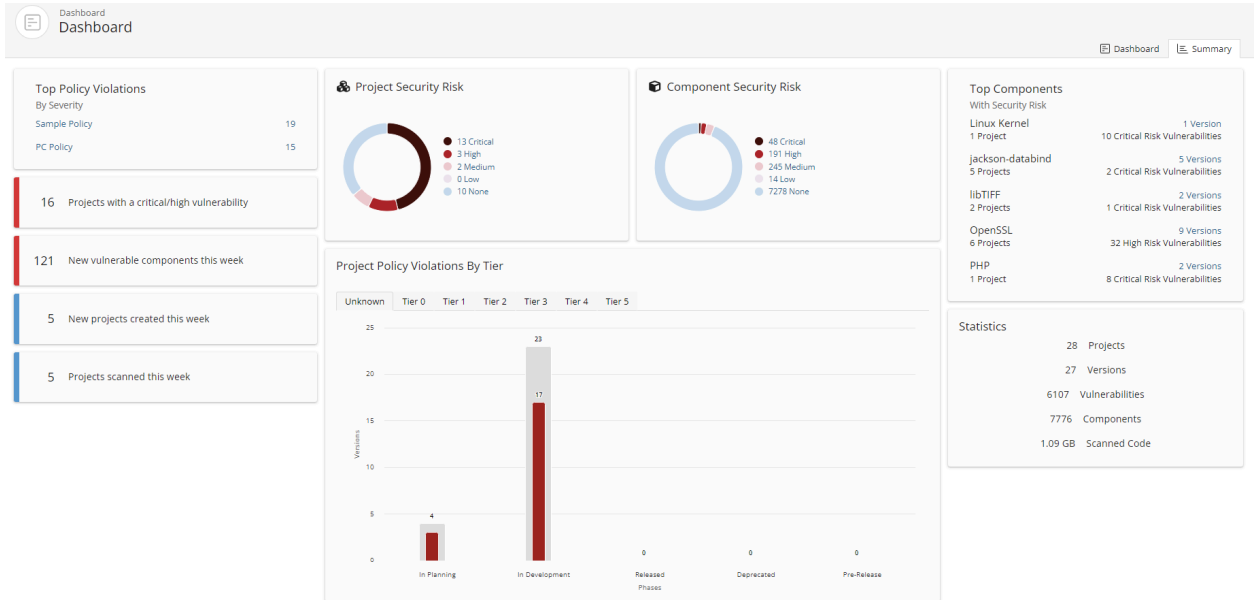 Dashboard
Dashboard
Dashboard
Summary
Top Policy Violations
By Severity
Sample Policy 19
PC Policy 15
16 Projects with a critical/high vulnerability
121 New vulnerable components this week
5 New projects created this week
5 Projects scanned this week
Project Security Risk
13 Critical
3 High
2 Medium
0 Low
10 None
Component Security Risk
48 Critical
191 High
245 Medium
14 Low
7278 None
Project Policy Violations By Tier
Unknown Tier 0 Tier 1 Tier 2 Tier 3 Tier 4 Tier 5
25
20
15
10
5
0
Versions
4
23
17
0
0
0
In Planning In Development Released Deprecated Pre-Release
Phases
Top Components
With Security Risk
Linux Kernel 1 Version
1 Project 10 Critical Risk Vulnerabilities
jackson-databind 5 Versions
5 Projects 2 Critical Risk Vulnerabilities
libTIFF 2 Versions
2 Projects 1 Critical Risk Vulnerabilities
OpenSSL 9 Versions
6 Projects 32 High Risk Vulnerabilities
PHP 2 Versions
1 Project 8 Critical Risk Vulnerabilities
Statistics
28 Projects
27 Versions
6107 Vulnerabilities
7776 Components
1.09 GB Scanned Code